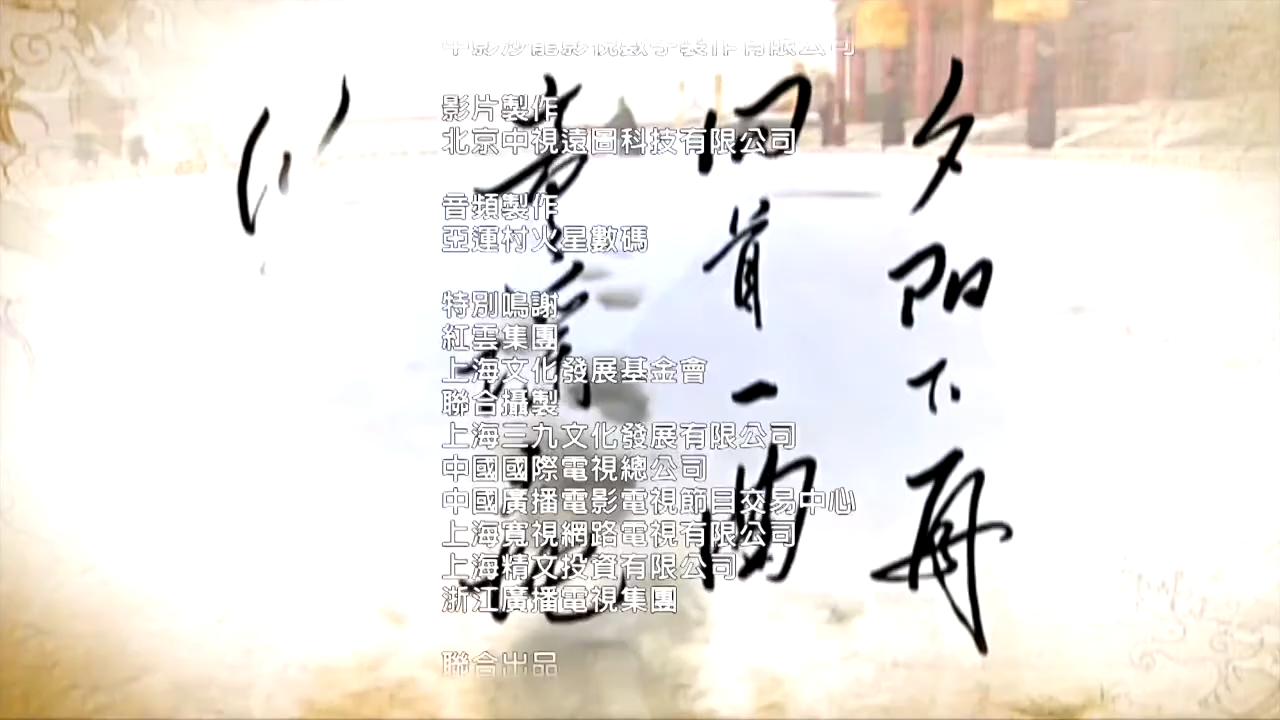 影片製作
北京中視遠圖科技有限公司
音頻製作
亞運村火星數碼
特別鳴謝
紅雲集團
上海文化發展基金會
聯合攝製
上海三九文化發展有限公司
中國國際電視總公司
中國廣播電影電視節目交易中心
上海寬視網路電視有限公司
上海精文投資有限公司
浙江廣播電視集團
聯合出品
夕阳下再
回首一曲